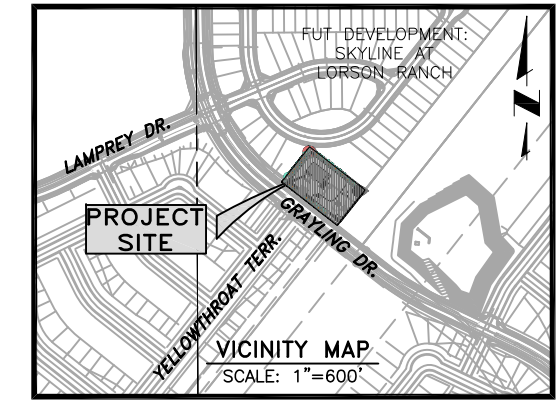 FUT DEVELOPMENT:
SKYLINE AT
LORSON RANCH
N
LAMPREY DR.
PROJECT
SITE
GRAYLING DR.
YELLOWTHROAT TERR.
VICINITY MAP
SCALE: 1"=600'